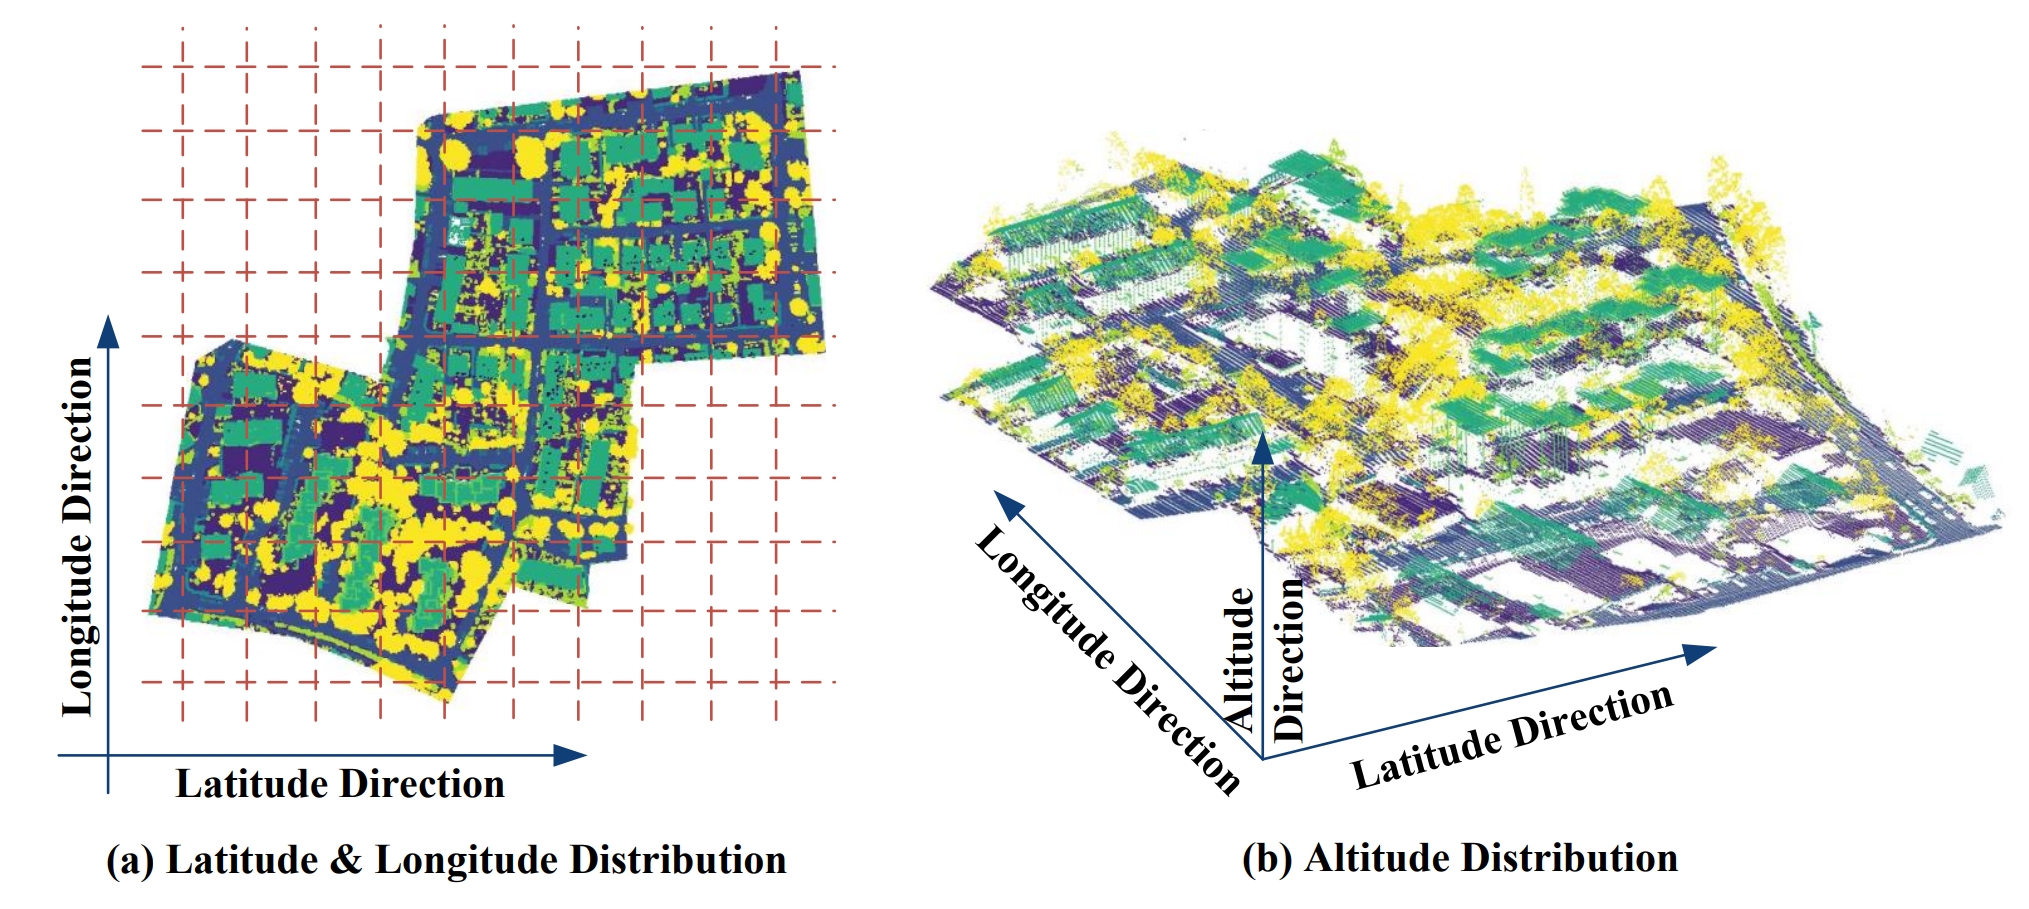 Longitude Direction
Latitude Direction
(a) Latitude & Longitude Distribution
Longitude Direction
Altitude
Direction
Latitude Direction
(b) Altitude Distribution